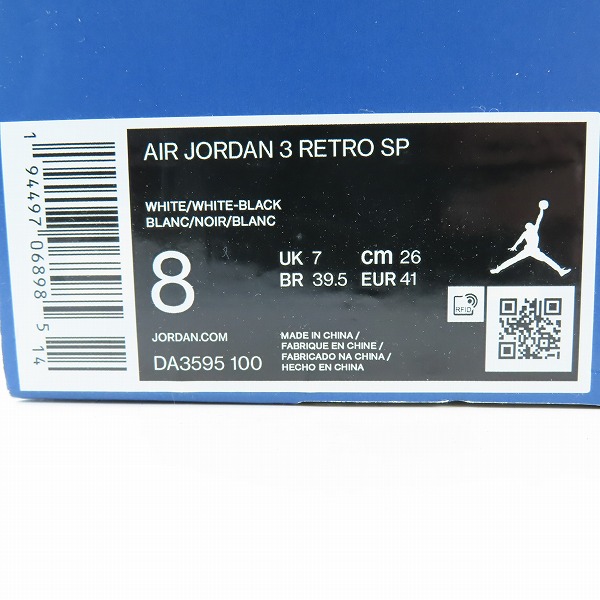 AIR JORDAN 3 RETRO SP
WHITE/WHITE-BLACK
BLANC/NOIR/BLANC
8
UK 7 cm 26
BR 39.5 EUR 41
JORDAN.COM
DA3595 100
MADE IN CHINA /
FABRIQUE EN CHINE /
FABRICADO NA CHINA /
HECHO EN CHINA
RFID
1 94497 06898 5 14